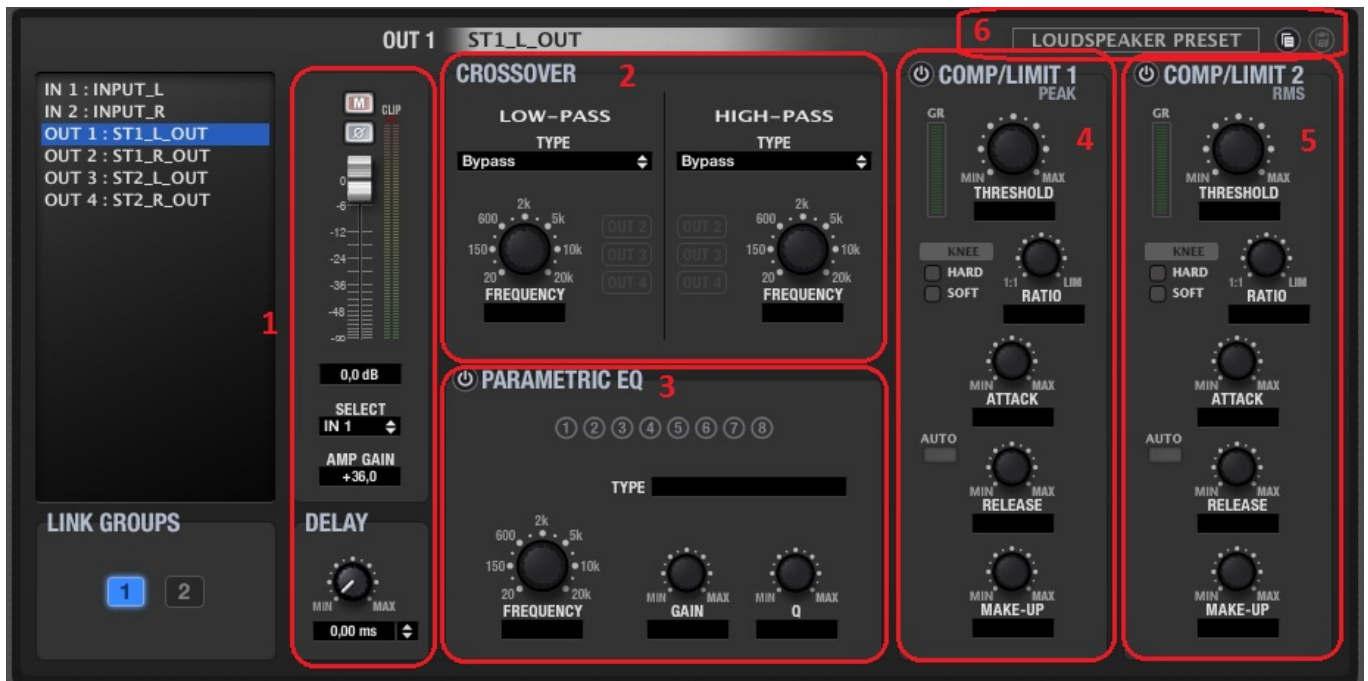 OUT 1 ST1_L_OUT
6
LOUDSPEAKER PRESET
IN 1 : INPUT_L
IN 2 : INPUT_R
OUT 1 : ST1_L_OUT
OUT 2 : ST1_R_OUT
OUT 3 : ST2_L_OUT
OUT 4 : ST2_R_OUT
LINK GROUPS
1 2
1
M CLIP
Ø
0
-6
-12
-24
-36
-48
-∞
0,0 dB
SELECT
IN 1
AMP GAIN
+36,0
DELAY
MIN MAX
0,00 ms
CROSSOVER 2
LOW-PASS
TYPE
Bypass
2k
600 5k
150 10k
20 20k
FREQUENCY
OUT 2
OUT 3
OUT 4
HIGH-PASS
TYPE
Bypass
OUT 2
OUT 3
OUT 4
2k
600 5k
150 10k
20 20k
FREQUENCY
PARAMETRIC EQ 3
1 2 3 4 5 6 7 8
TYPE
2k
600 5k
150 10k
20 20k
FREQUENCY
MIN MAX
GAIN
MIN MAX
Q
COMP/LIMIT 1
PEAK
GR
4
MIN MAX
THRESHOLD
KNEE
HARD
SOFT
1:1 LIM
RATIO
MIN MAX
ATTACK
AUTO
MIN MAX
RELEASE
MIN MAX
MAKE-UP
COMP/LIMIT 2
RMS
GR
5
MIN MAX
THRESHOLD
KNEE
HARD
SOFT
1:1 LIM
RATIO
MIN MAX
ATTACK
AUTO
MIN MAX
RELEASE
MIN MAX
MAKE-UP